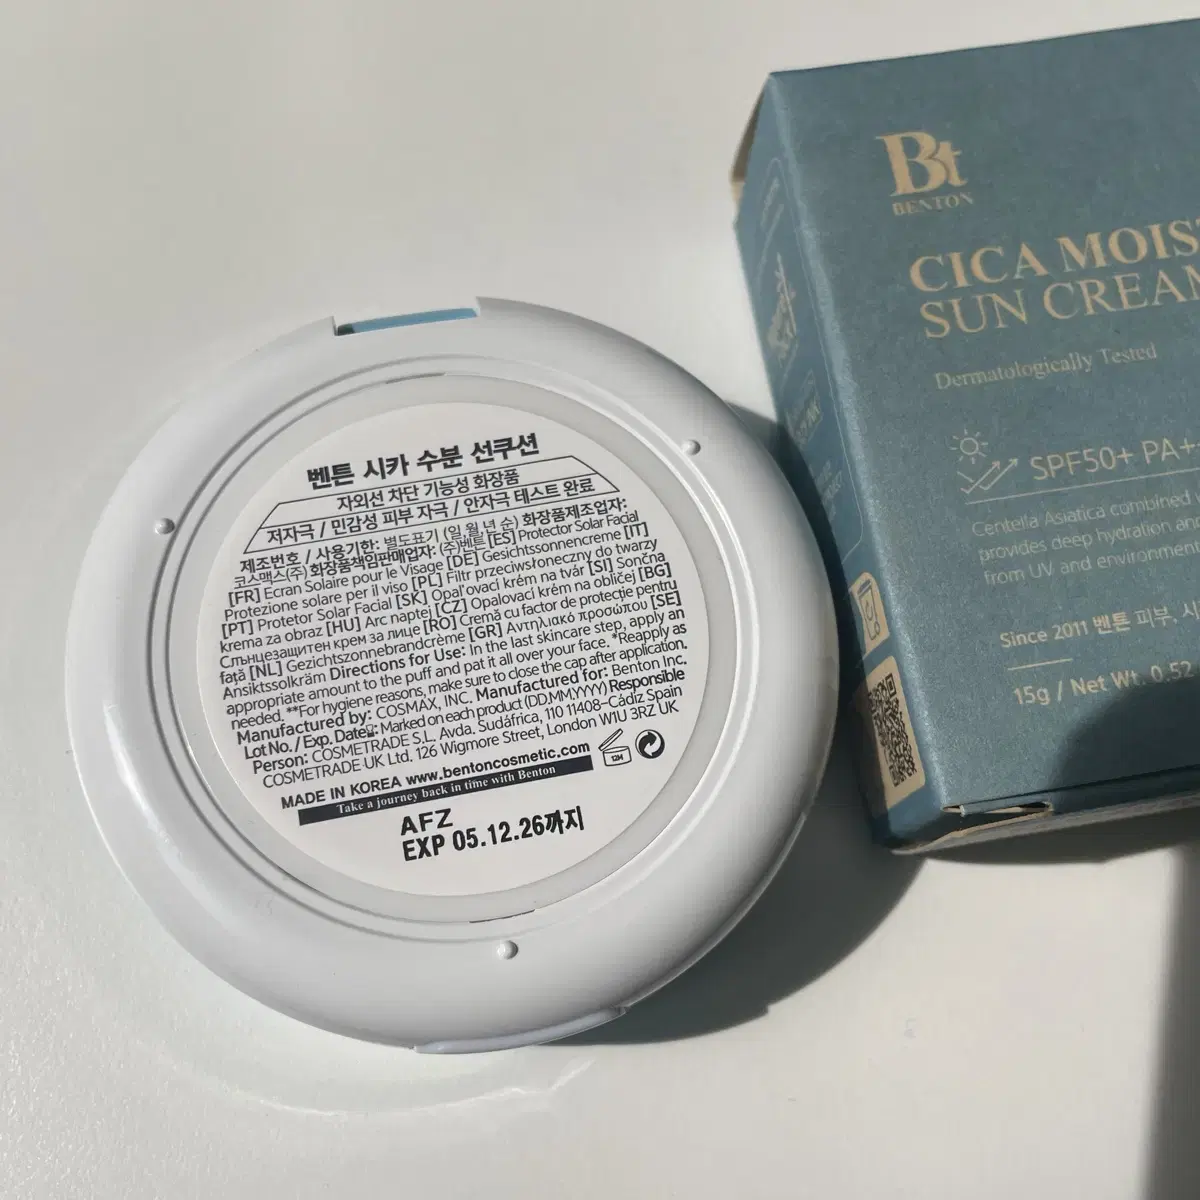 벤튼 시카 수분 선쿠션
자외선 차단 기능성 화장품
저자극 / 민감성 피부 자극 / 안자극 테스트 완료
제조번호 / 사용기한: 별도표기 (일,월,년 순) 화장품제조업자:
코스맥스(주) 화장품책임판매업자: (주)벤튼 [ES] Protector Solar Facial
[FR] Écran Solaire pour le Visage [DE] Gesichtssonnencreme [IT]
Protezione solare per il viso [PL] Filtr przeciwsłoneczny do twarzy
[PT] Protetor Solar Facial [SK] Opaľovací krém na tvár [SI] Sončna
krema za obraz [HU] Arc naptej [CZ] Opalovací krém na obličej [BG]
Слънцезащитен крем за лице [RO] Cremă cu factor de protecție pentru
față [NL] Gezichtszonnebrandcrème [GR] Αντηλιακό προσώπου [SE]
Ansiktssolkräm Directions for Use: In the last skincare step, apply an
appropriate amount to the puff and pat it all over your face. *Reapply as
needed. **For hygiene reasons, make sure to close the cap after application.
Manufactured by: COSMAX, INC. Manufactured for: Benton Inc.
Lot No. / Exp. Date: Marked on each product (DD.MM.YYYY) Responsible
Person: COSMETRADE S.L. Avda. Sudáfrica, 110 11408-Cádiz Spain
COSMETRADE UK Ltd. 126 Wigmore Street, London W1U 3RZ UK
MADE IN KOREA www.bentoncosmetic.com
12M
Take a journey back in time with Benton
AFZ
EXP 05.12.26까지
Bt
BENTON
CICA MOIST
SUN CREAM
Dermatologically Tested
SPF50+ PA+
Centella Asiatica combined
provides deep hydration and
from UV and environment
Since 2011 벤튼 피부,
15g / Net Wt. 0.52